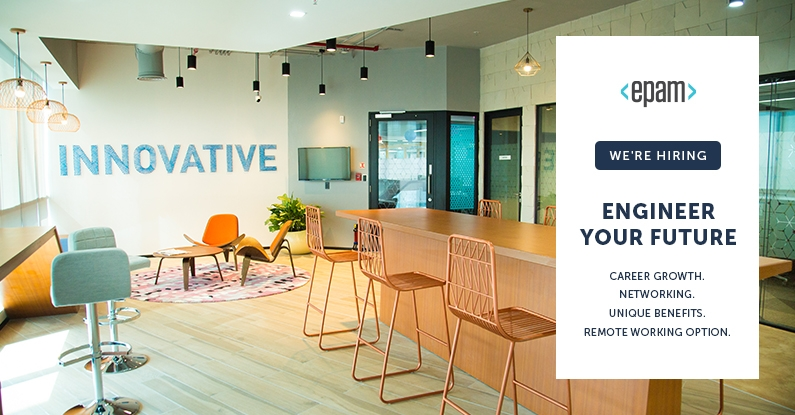 INNOVATIVE
<epam>
WE'RE HIRING
ENGINEER
YOUR FUTURE
CAREER GROWTH.
NETWORKING.
UNIQUE BENEFITS.
REMOTE WORKING OPTION.